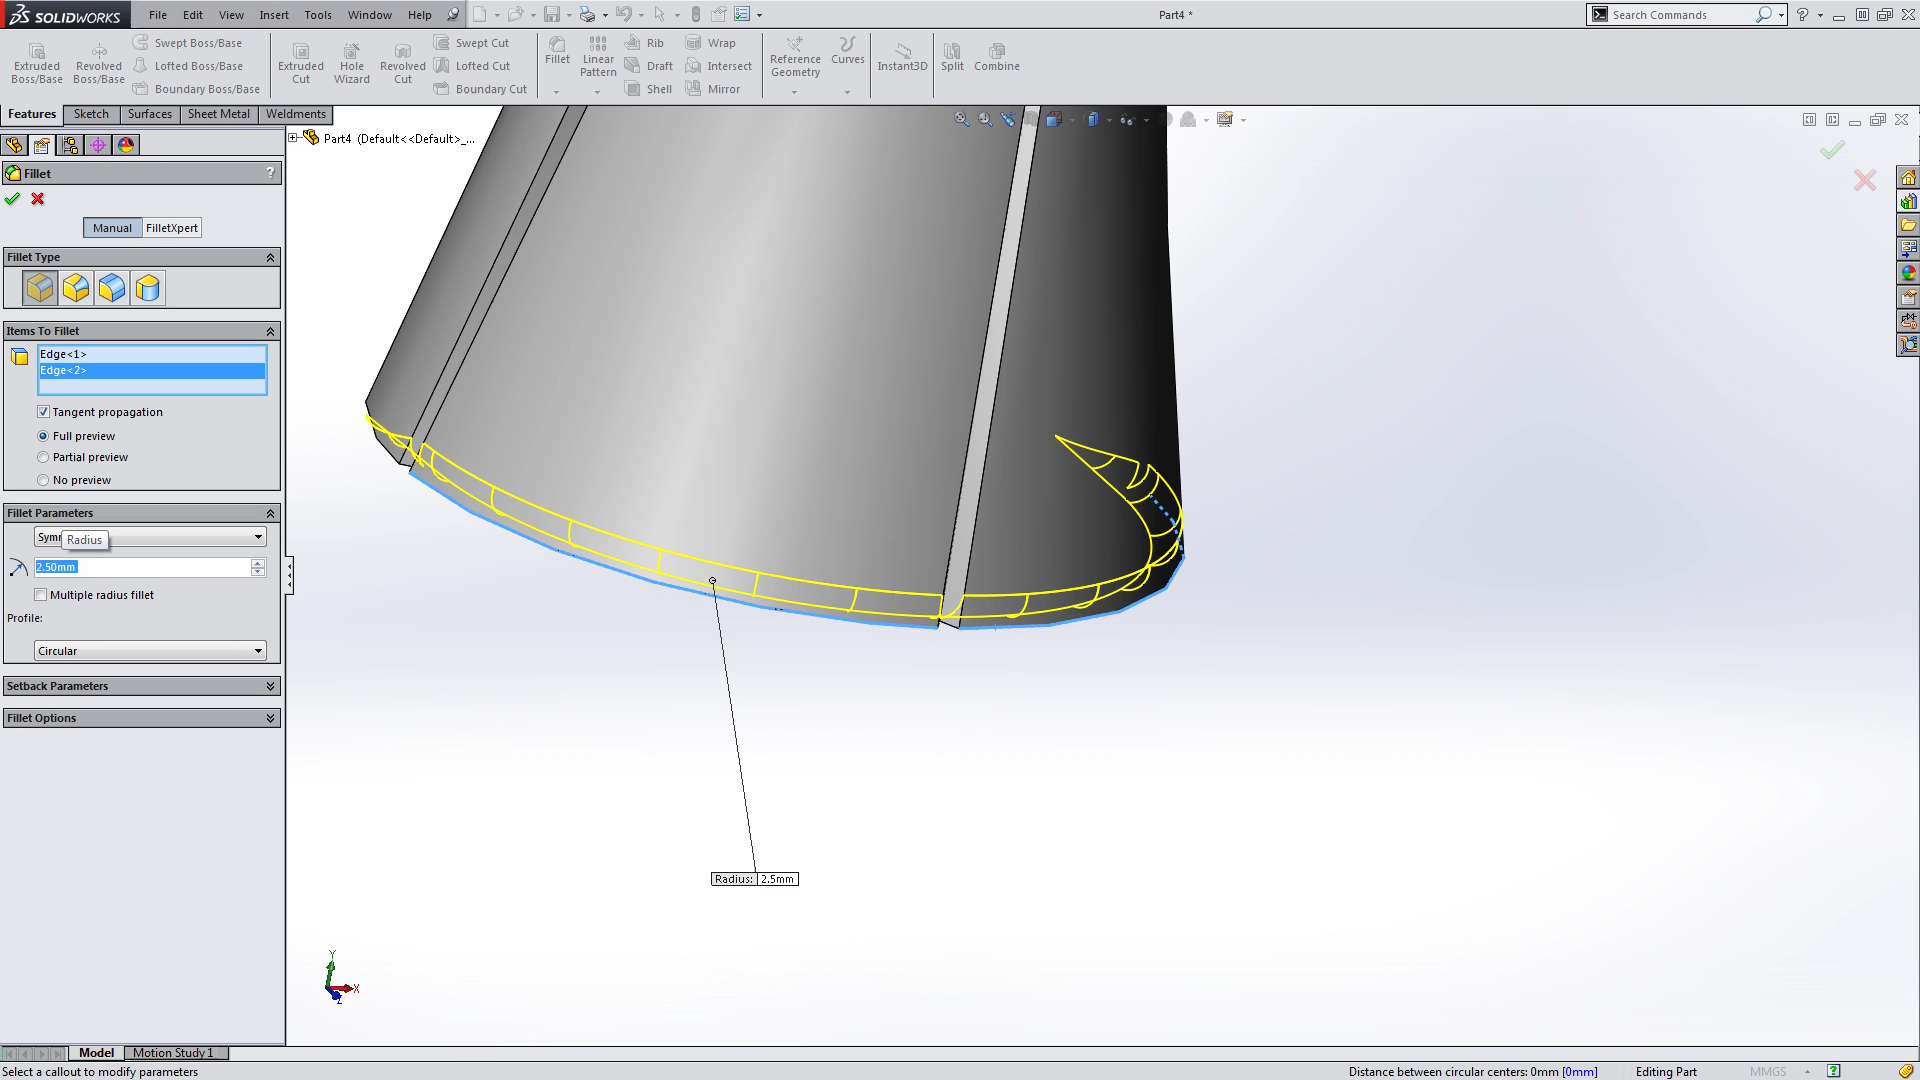 SOLIDWORKS File Edit View Insert Tools Window Help Part4 * Search Commands
Extruded Boss/Base
Revolved Boss/Base
Swept Boss/Base
Lofted Boss/Base
Boundary Boss/Base
Extruded Cut
Hole Wizard
Revolved Cut
Swept Cut
Lofted Cut
Boundary Cut
Fillet
Linear Pattern
Rib
Draft
Shell
Wrap
Intersect
Mirror
Reference Geometry
Curves
Instant3D
Split
Combine
Features Sketch Surfaces Sheet Metal Weldments
Part4 (Default<<Default>_...
Fillet ?
Manual FilletXpert
Fillet Type
Items To Fillet
Edge<1>
Edge<2>
Tangent propagation
Full preview
Partial preview
No preview
Fillet Parameters
Radius
2.50mm
Multiple radius fillet
Profile:
Circular
Setback Parameters
Fillet Options
Radius: 2.5mm
Y
X
Z
Model Motion Study 1
Select a callout to modify parameters Distance between circular centers: 0mm [0mm] Editing Part MMGS ?